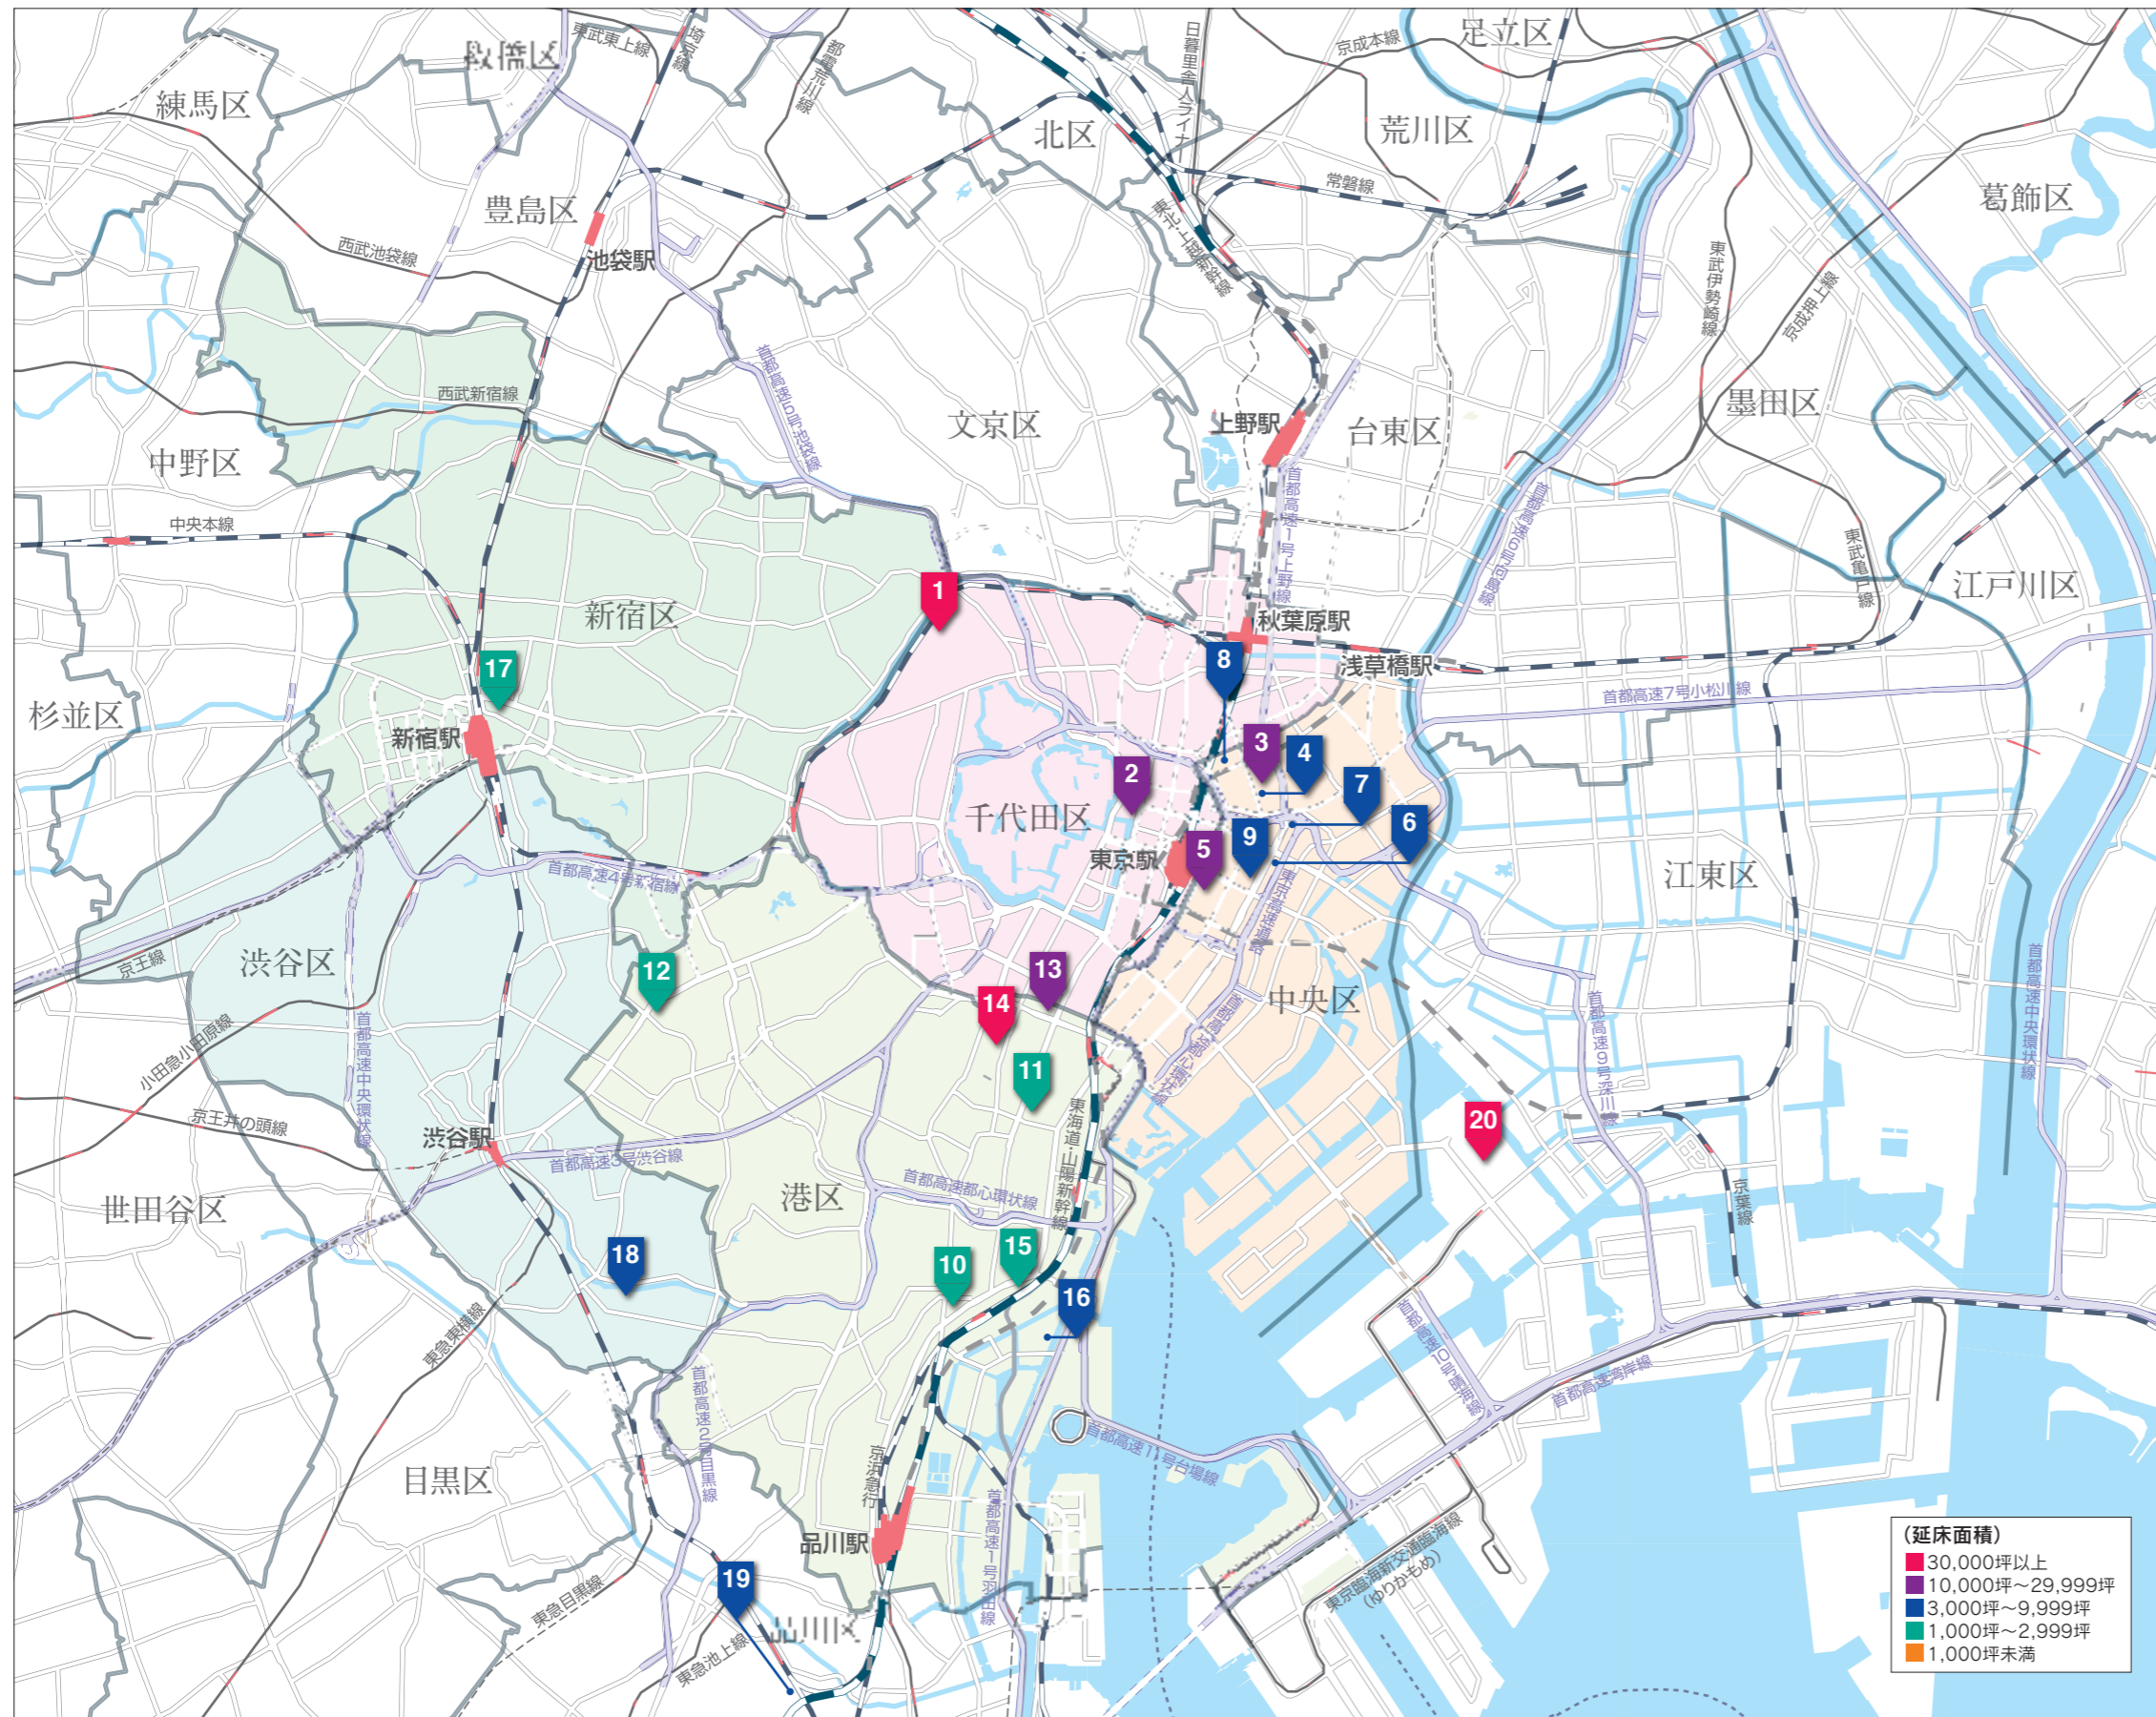 足立区
東武東上線
埼京線
都電荒川線
日暮里舎人ライナー
京成本線
練馬区
北区
荒川区
常磐線
葛飾区
豊島区
池袋駅
西武池袋線
東北・上越新幹線
東武伊勢崎線
京成押上線
首都高速5号池袋線
西武新宿線
文京区
上野駅
台東区
墨田区
中野区
首都高速1号上野線
首都高速6号向島線
中央本線
東武亀戸線
江戸川区
新宿区
1
秋葉原駅
浅草橋駅
8
17
首都高速7号小松川線
杉並区
新宿駅
3
4
2
7
千代田区
6
9
5
東京駅
江東区
首都高速4号新宿線
東京高速道路
渋谷区
京王線
12
13
14
中央区
首都高速中央環状線
首都高速都心環状線
首都高速9号深川線
首都高速中央環状線
小田急小田原線
11
京王井の頭線
渋谷駅
首都高速3号渋谷線
東海道・山陽新幹線
20
世田谷区
港区
首都高速都心環状線
京葉線
18
10
15
16
東急東横線
首都高速10号晴海線
首都高速湾岸線
首都高速2号目黒線
目黒区
京浜急行
首都高速11号台場線
首都高速1号羽田線
品川駅
東京臨海新交通臨海線
(ゆりかもめ)
19
東急目黒線
品川区
東急池上線
(延床面積)
30,000坪以上
10,000坪〜29,999坪
3,000坪〜9,999坪
1,000坪〜2,999坪
1,000坪未満